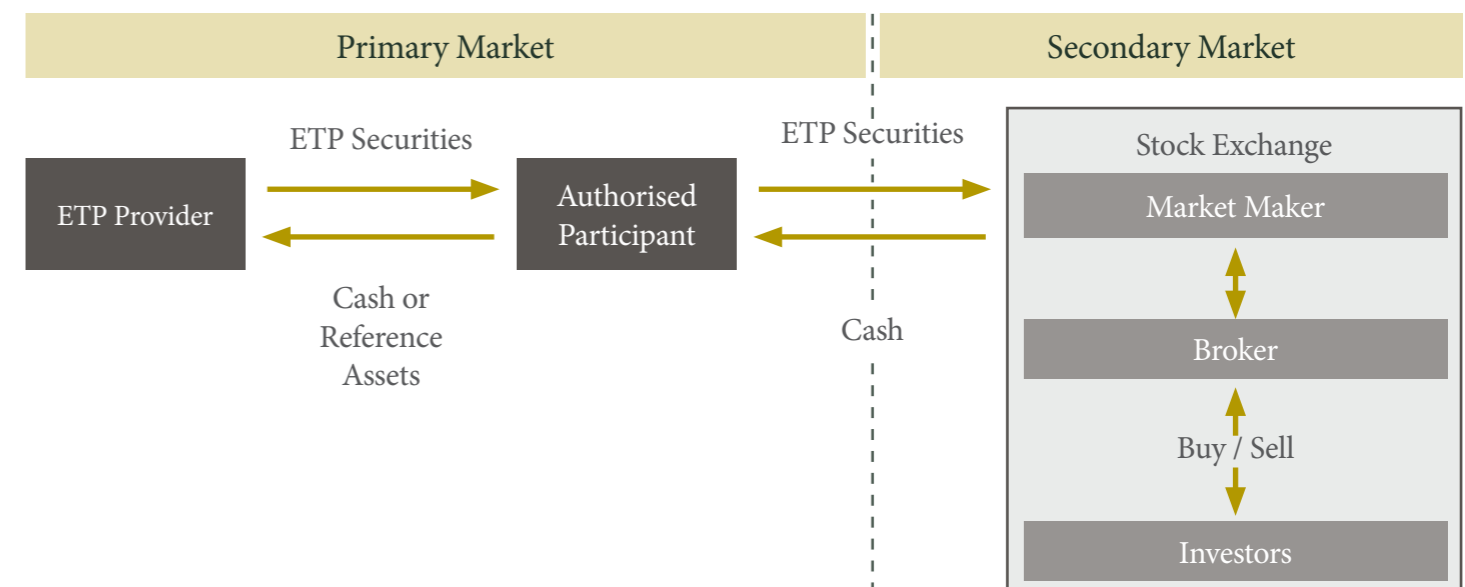 Primary Market
Secondary Market
ETP Securities
ETP Securities
Stock Exchange
ETP Provider
Authorised
Participant
Market Maker
Cash or
Reference
Assets
Cash
Broker
Buy / Sell
Investors